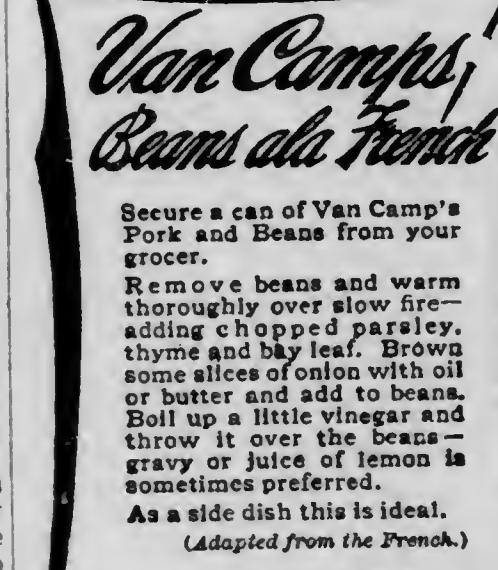 Van Camps,
Beans ala French
Secure a can of Van Camp's
Pork and Beans from your
grocer.
Remove beans and warm
thoroughly over slow fire—
adding chopped parsley,
thyme and bay leaf. Brown
some slices of onion with oil
or butter and add to beans.
Boil up a little vinegar and
throw it over the beans—
gravy or juice of lemon is
sometimes preferred.
As a side dish this is ideal.
(Adapted from the French.)